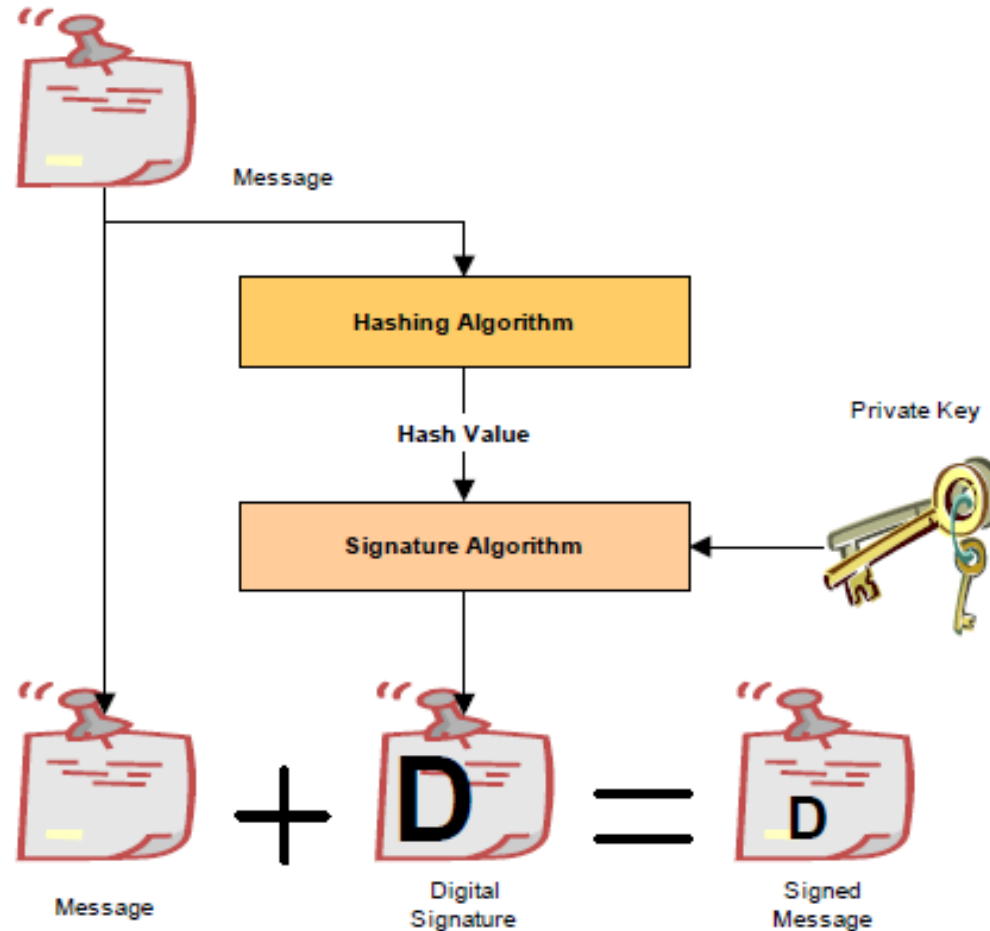 Message
Hashing Algorithm
Private Key
Hash Value
Signature Algorithm
D
D
Message
Digital
Signature
Signed
Message